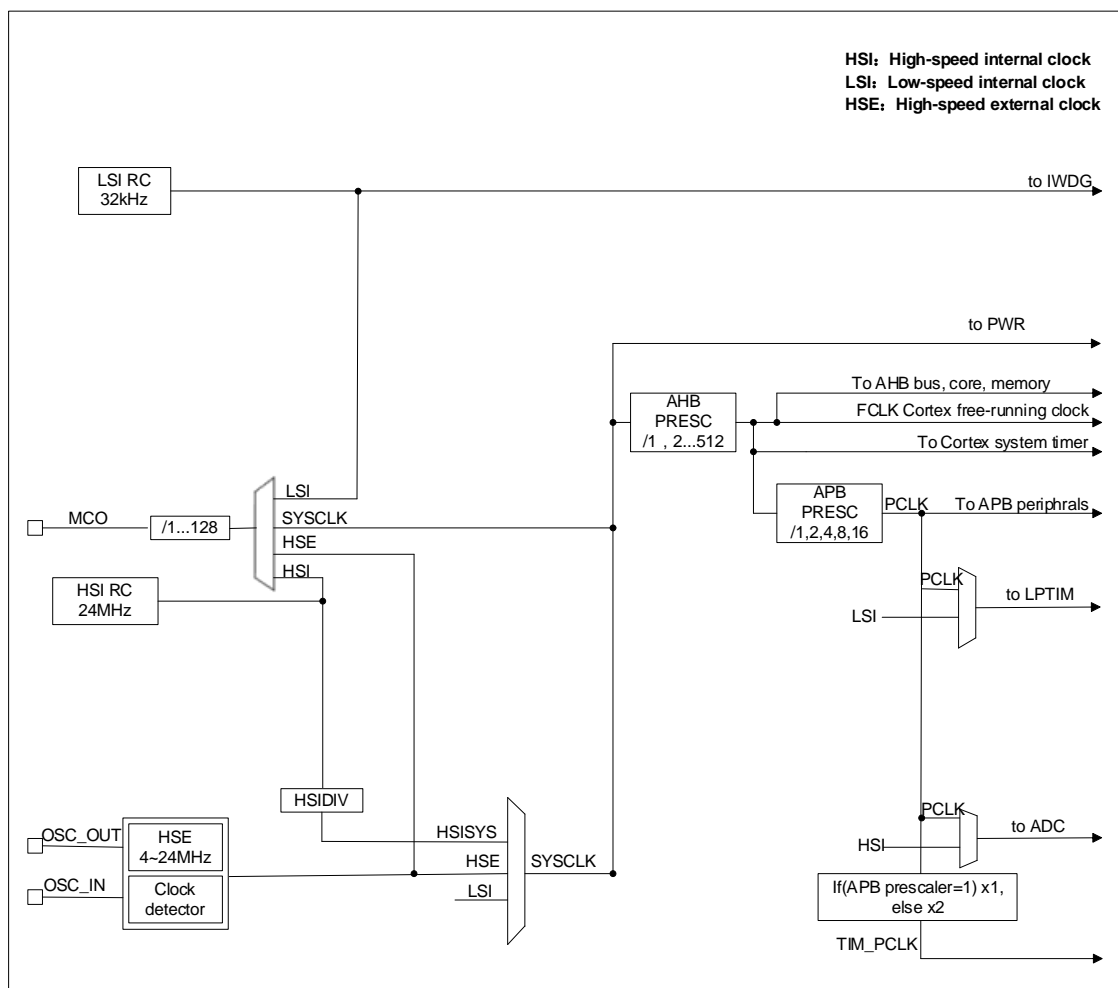 HSI：High-speed internal clock
LSI：Low-speed internal clock
HSE：High-speed external clock
LSI RC
32kHz
to IWDG
to PWR
AHB
PRESC
/1 , 2...512
To AHB bus, core, memory
FCLK Cortex free-running clock
To Cortex system timer
LSI
MCO
/1...128
SYSCLK
HSE
HSI
APB
PRESC
/1,2,4,8,16
PCLK
To APB periphrals
HSI RC
24MHz
PCLK
LSI
to LPTIM
HSIDIV
OSC_OUT
OSC_IN
HSE
4~24MHz
Clock
detector
HSISYS
HSE
LSI
SYSCLK
PCLK
HSI
to ADC
If(APB prescaler=1) x1,
else x2
TIM_PCLK